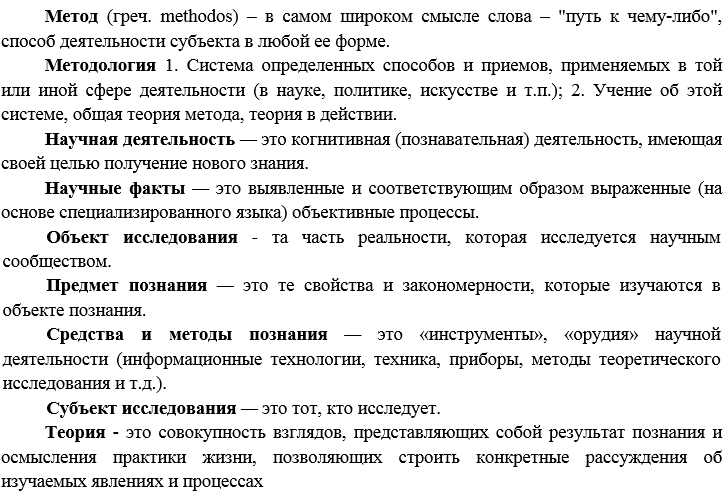 Метод (греч. methodos) – в самом широком смысле слова – "путь к чему-либо",
способ деятельности субъекта в любой ее форме.
Методология 1. Система определенных способов и приемов, применяемых в той
или иной сфере деятельности (в науке, политике, искусстве и т.п.); 2. Учение об этой
системе, общая теория метода, теория в действии.
Научная деятельность — это когнитивная (познавательная) деятельность, имеющая
своей целью получение нового знания.
Научные факты — это выявленные и соответствующим образом выраженные (на
основе специализированного языка) объективные процессы.
Объект исследования - та часть реальности, которая исследуется научным
сообществом.
Предмет познания — это те свойства и закономерности, которые изучаются в
объекте познания.
Средства и методы познания — это «инструменты», «орудия» научной
деятельности (информационные технологии, техника, приборы, методы теоретического
исследования и т.д.).
Субъект исследования — это тот, кто исследует.
Теория - это совокупность взглядов, представляющих собой результат познания и
осмысления практики жизни, позволяющих строить конкретные рассуждения об
изучаемых явлениях и процессах